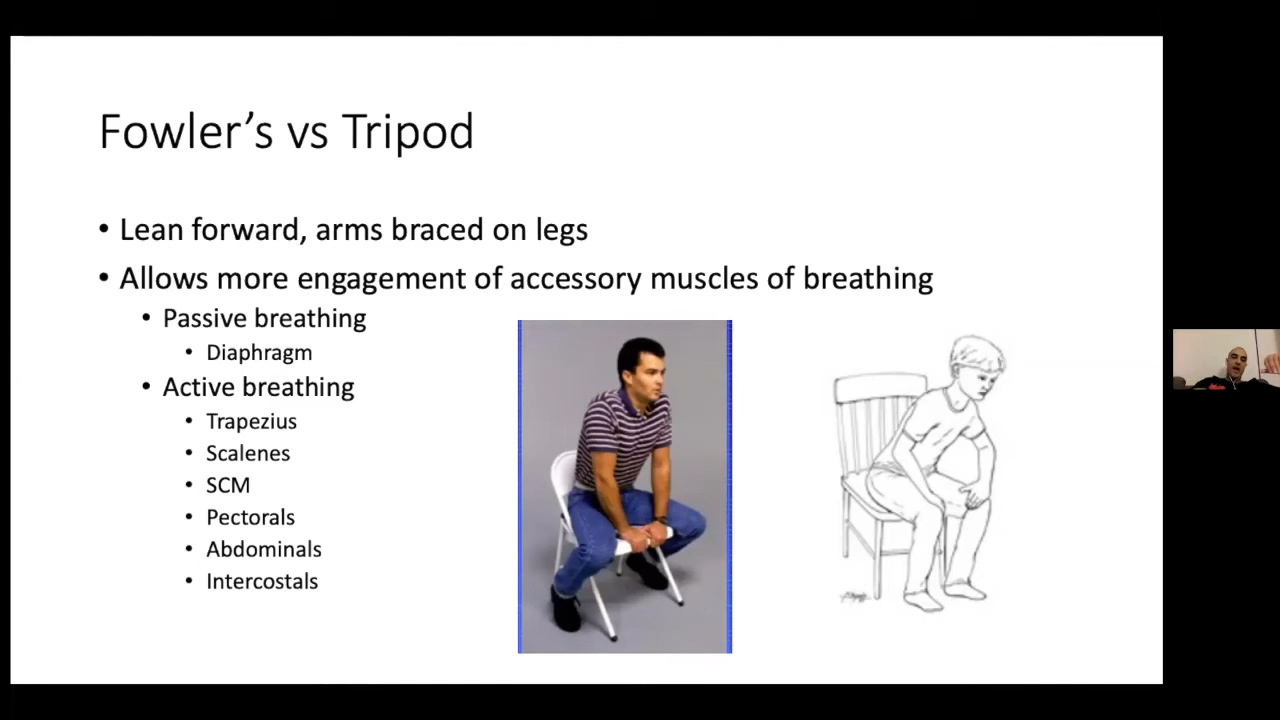 Fowler’s vs Tripod
• Lean forward, arms braced on legs
• Allows more engagement of accessory muscles of breathing
• Passive breathing
• Diaphragm
• Active breathing
• Trapezius
• Scalenes
• SCM
• Pectorals
• Abdominals
• Intercostals